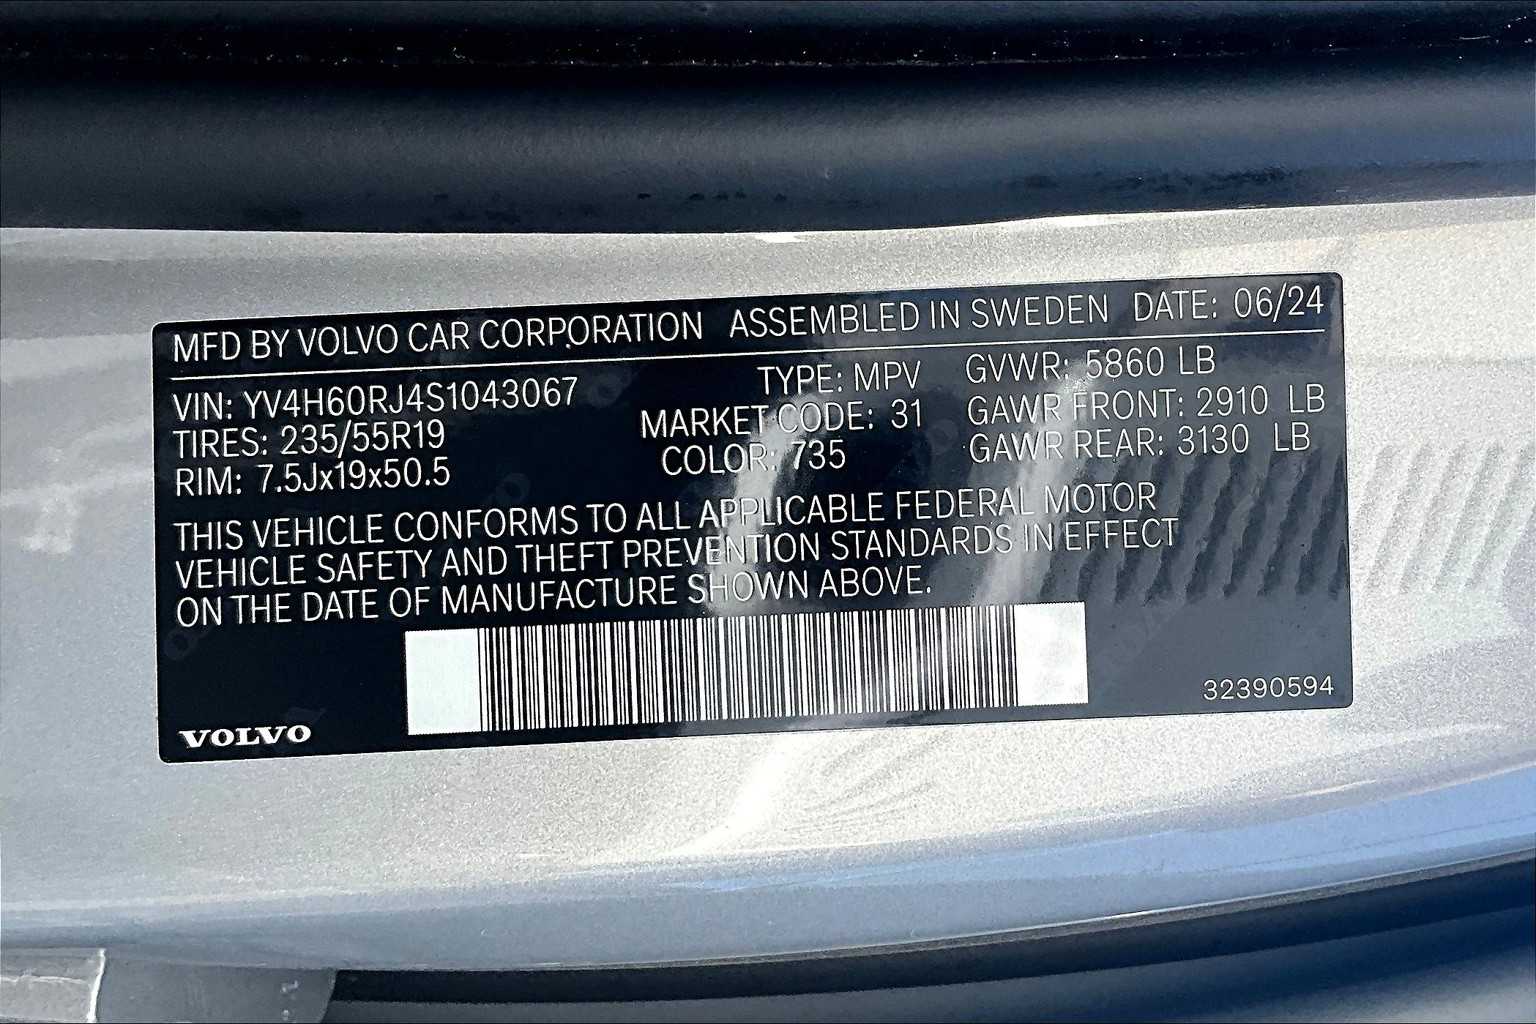 MFD BY VOLVO CAR CORPORATION ASSEMBLED IN SWEDEN DATE: 06/24
VIN: YV4H60RJ4S1043067 TYPE: MPV GVWR: 5860 LB
TIRES: 235/55R19 MARKET CODE: 31 GAWR FRONT: 2910 LB
RIM: 7.5Jx19x50.5 COLOR: 735 GAWR REAR: 3130 LB
THIS VEHICLE CONFORMS TO ALL APPLICABLE FEDERAL MOTOR
VEHICLE SAFETY AND THEFT PREVENTION STANDARDS IN EFFECT
ON THE DATE OF MANUFACTURE SHOWN ABOVE.
32390594
VOLVO